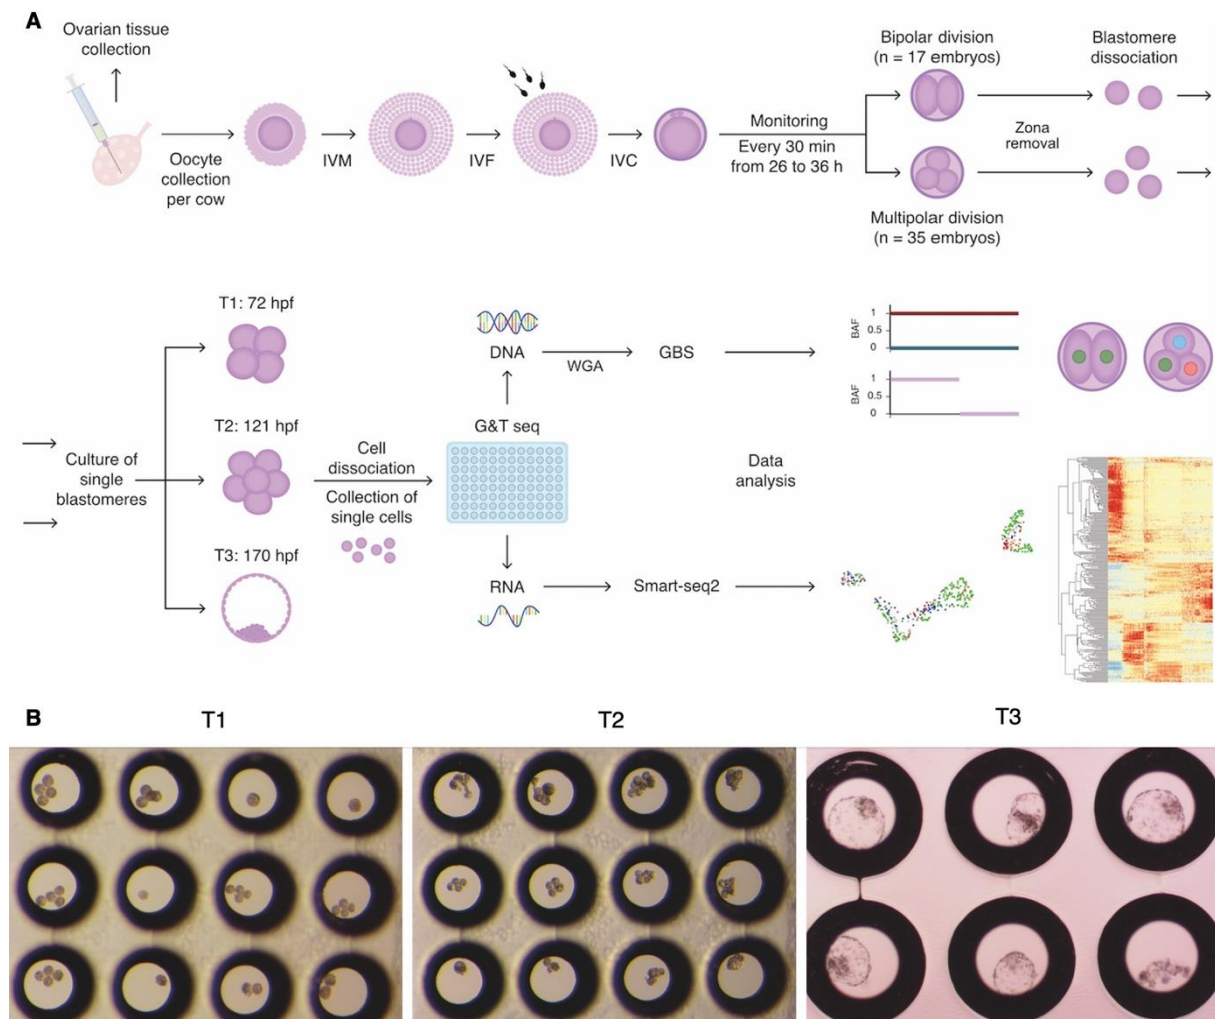 A
Ovarian tissue
collection
Oocyte
collection
per cow
IVM
IVF
IVC
Monitoring
Every 30 min
from 26 to 36 h
Bipolar division
(n = 17 embryos)
Multipolar division
(n = 35 embryos)
Blastomere
dissociation
Zona
removal
Culture of
single
blastomeres
T1: 72 hpf
T2: 121 hpf
T3: 170 hpf
Cell
dissociation
Collection of
single cells
DNA
WGA
GBS
G&T seq
RNA
Smart-seq2
Data
analysis
BAF
1
0.5
0
BAF
1
0.5
0
B
T1
T2
T3